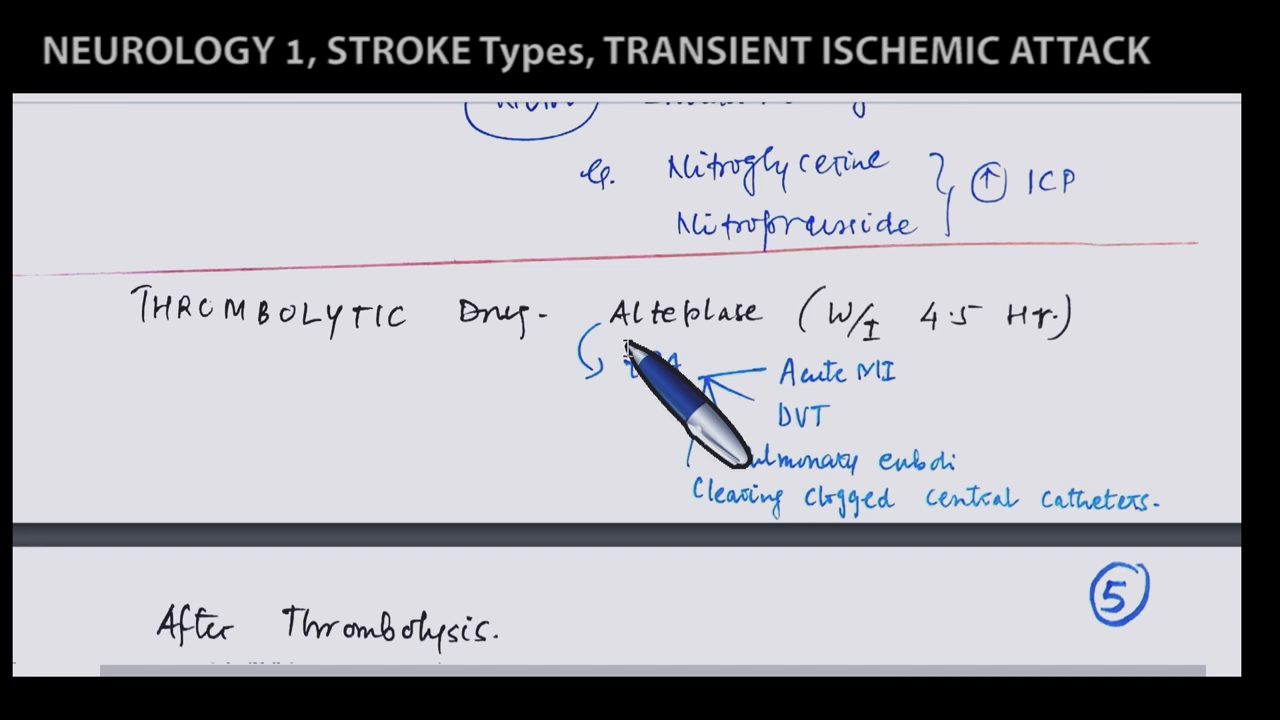 NEUROLOGY 1, STROKE Types, TRANSIENT ISCHEMIC ATTACK
eg. Nitroglycerine
Nitroprusside } ↑ ICP
THROMBOLYTIC Drug - Alteplase (W/I 4.5 Hr.)
Acute MI
DVT
Pulmonary emboli
Clearing clogged central catheters.
5
After Thrombolysis.